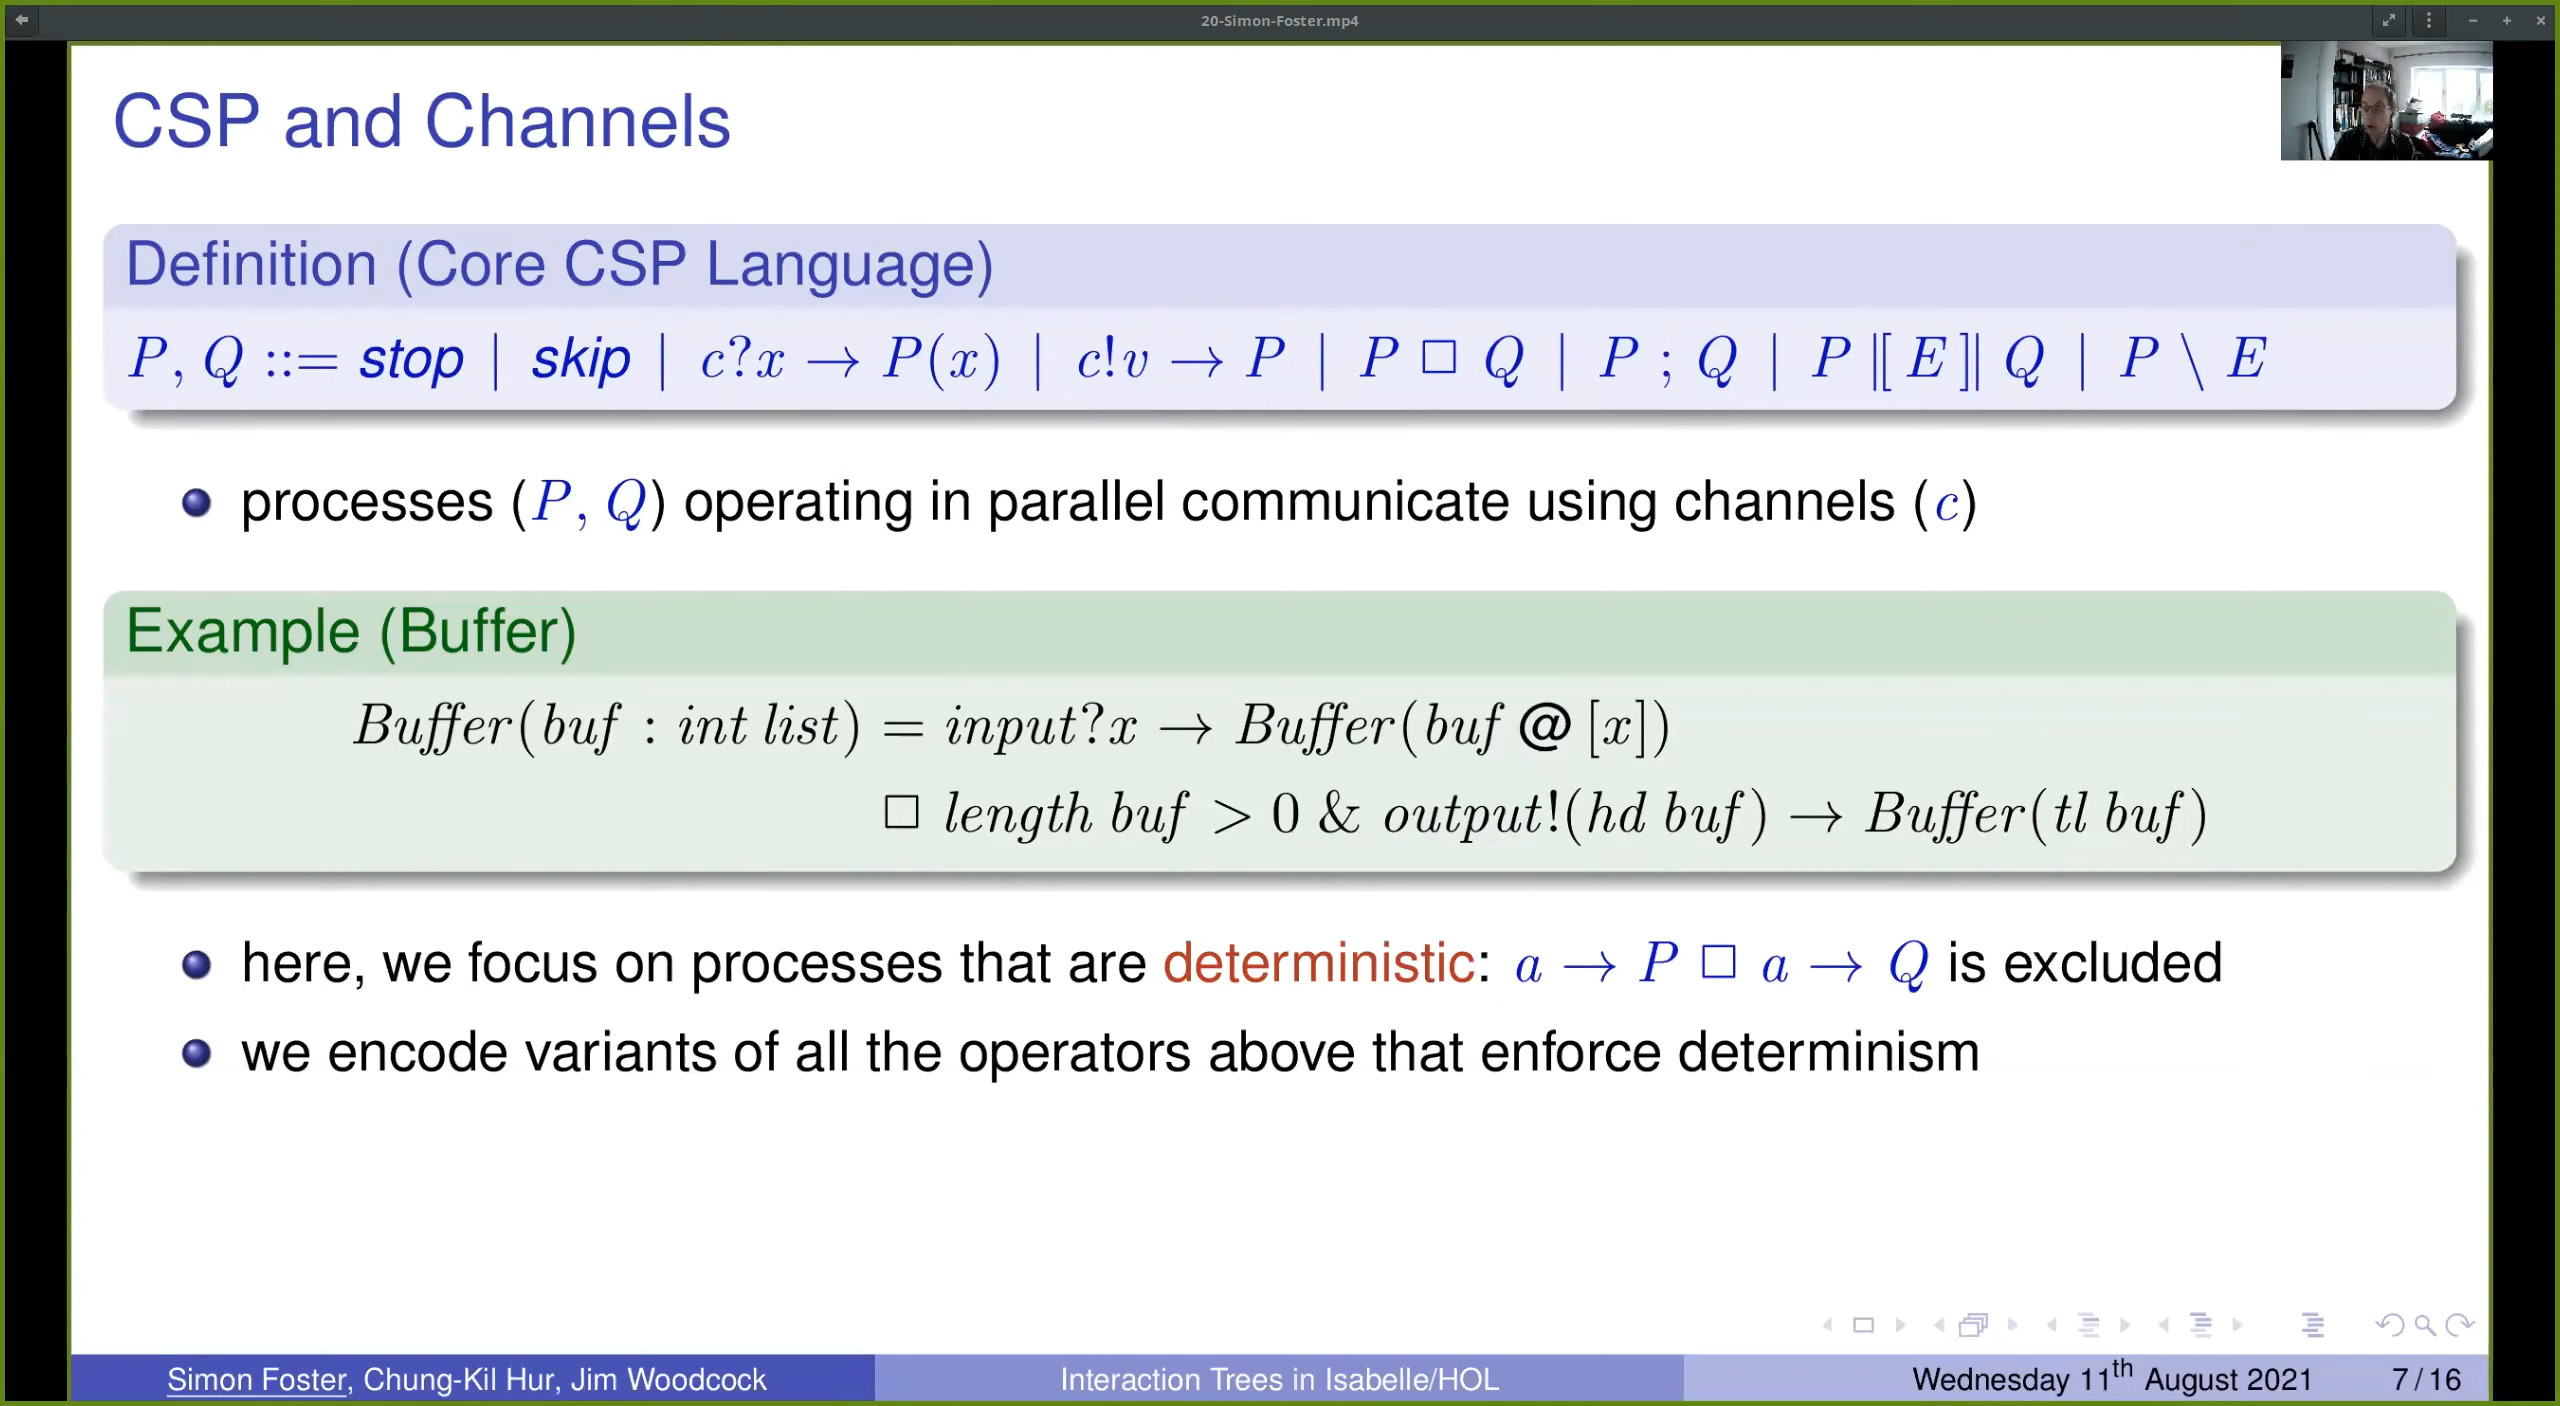 20-Simon-Foster.mp4
CSP and Channels
Definition (Core CSP Language)
P, Q ::= stop | skip | c?x → P(x) | c!v → P | P □ Q | P ; Q | P |[ E ]| Q | P \ E
processes (P, Q) operating in parallel communicate using channels (c)
Example (Buffer)
Buffer(buf : int list) = input?x → Buffer(buf @ [x])
□ length buf > 0 & output!(hd buf) → Buffer(tl buf)
here, we focus on processes that are deterministic: a → P □ a → Q is excluded
we encode variants of all the operators above that enforce determinism
Simon Foster, Chung-Kil Hur, Jim Woodcock Interaction Trees in Isabelle/HOL Wednesday 11th August 2021 7 / 16